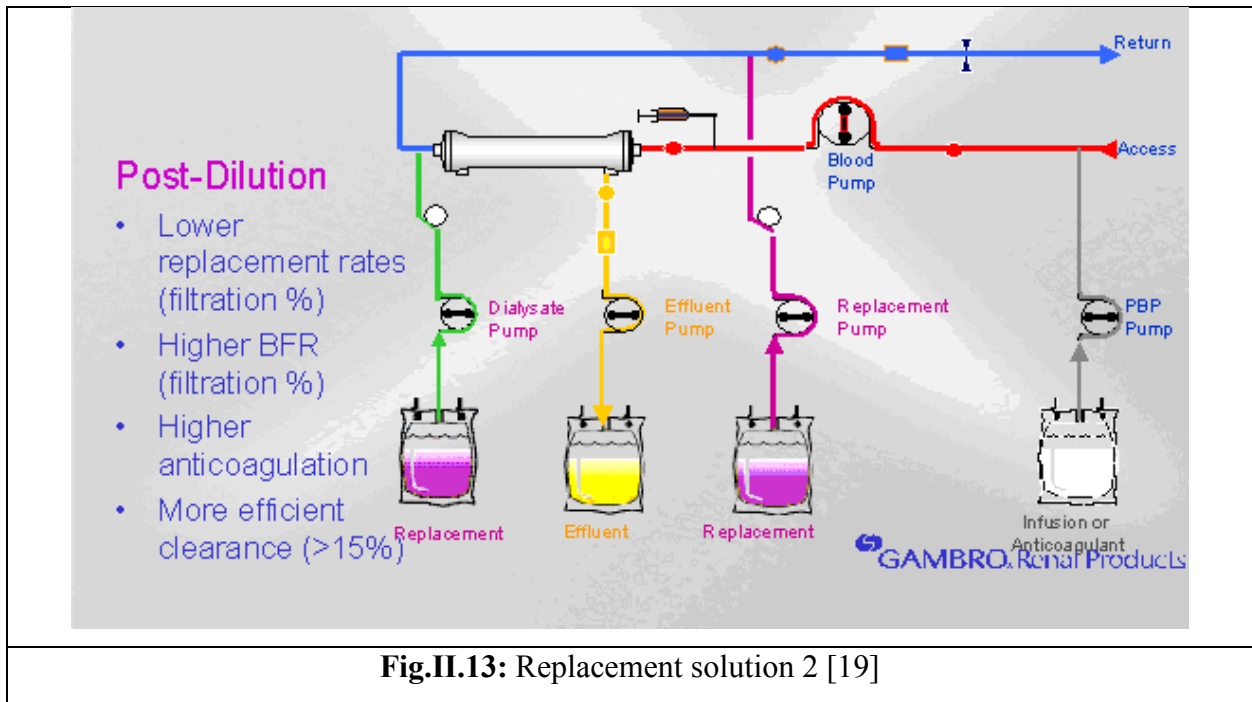 Return
Access
Blood
Pump
Post-Dilution
• Lower
replacement rates
(filtration %)
• Higher BFR
(filtration %)
• Higher
anticoagulation
• More efficient
clearance (>15%)
Dialysate
Pump
Effluent
Pump
Replacement
Pump
PBP
Pump
Replacement
Effluent
Replacement
Infusion or
Anticoagulant
GAMBRO Renal Products
Fig.II.13: Replacement solution 2 [19]